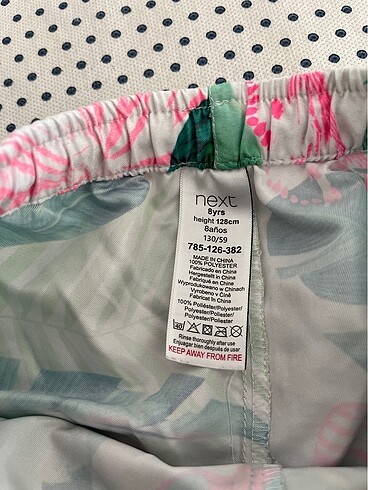 next
8yrs
height 128cm
8años
130/59
785-126-382
MADE IN CHINA
100% POLYESTER
Fabricado en China
Hergestellt in China
Fabriqué en Chine
Wyprodukowano w Chinach
Vyrobeno v Číně
Fabricat în China
100% Poliéster/Polyester/
Polyester/Poliester/
Polyester/Poliester
40
Rinse thoroughly after use
Enjuagar bien después de usar
KEEP AWAY FROM FIRE